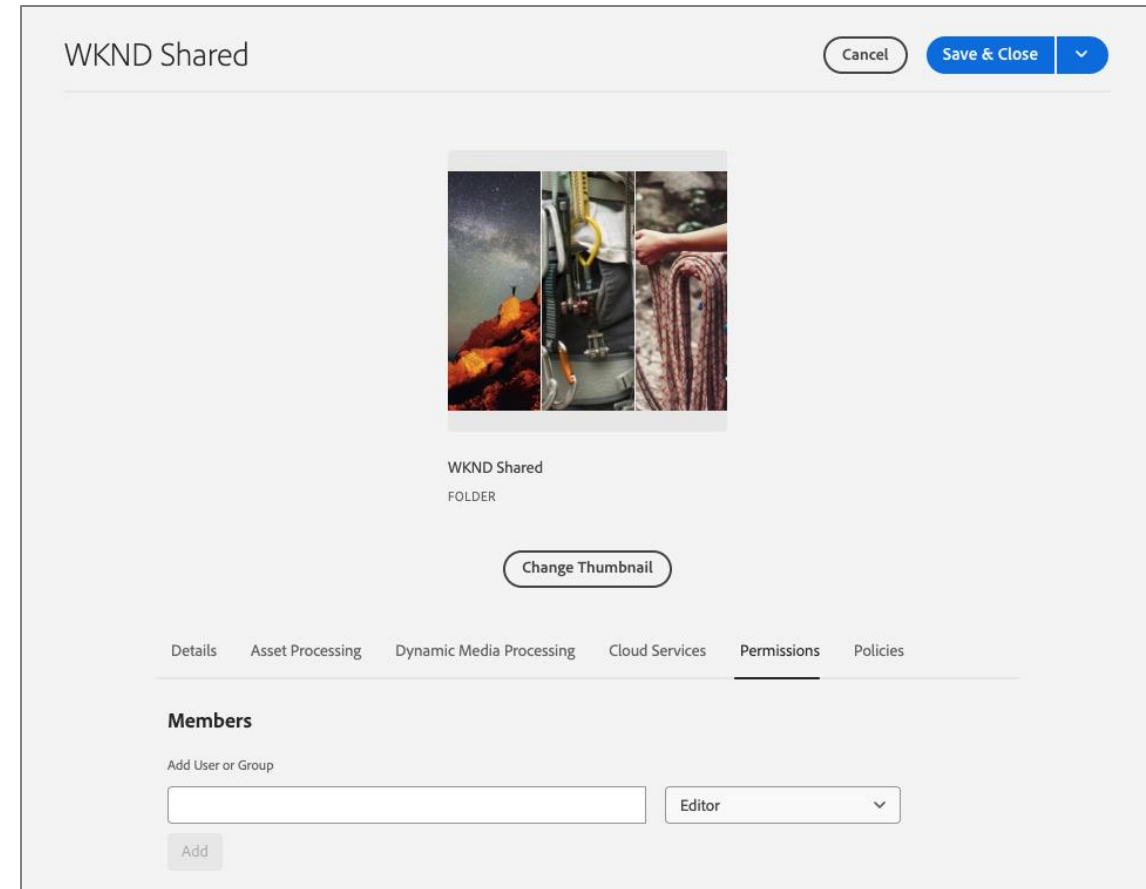 WKND Shared
Cancel
Save & Close
WKND Shared
FOLDER
Change Thumbnail
Details Asset Processing Dynamic Media Processing Cloud Services Permissions Policies
Members
Add User or Group
Editor
Add